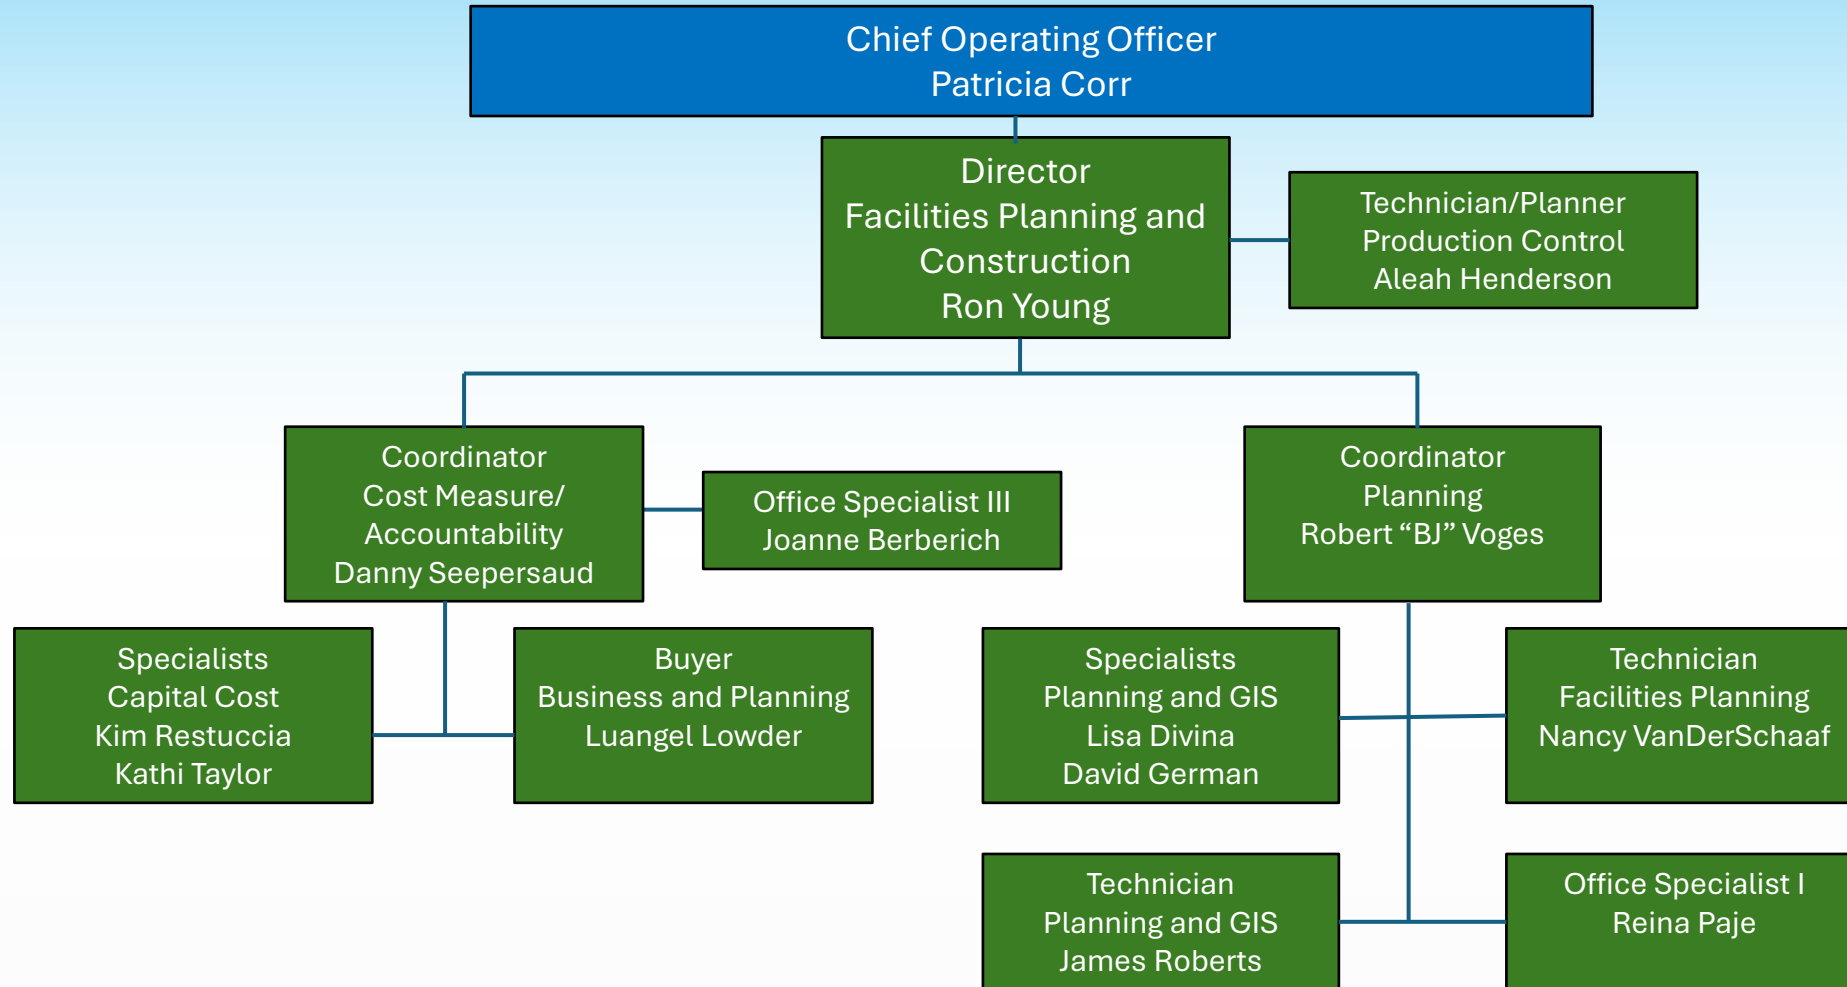 Chief Operating Officer
Patricia Corr
Director
Facilities Planning and
Construction
Ron Young
Technician/Planner
Production Control
Aleah Henderson
Coordinator
Cost Measure/
Accountability
Danny Seepersaud
Office Specialist III
Joanne Berberich
Coordinator
Planning
Robert “BJ” Voges
Specialists
Capital Cost
Kim Restuccia
Kathi Taylor
Buyer
Business and Planning
Luangel Lowder
Specialists
Planning and GIS
Lisa Divina
David German
Technician
Facilities Planning
Nancy VanDerSchaaf
Technician
Planning and GIS
James Roberts
Office Specialist I
Reina Paje